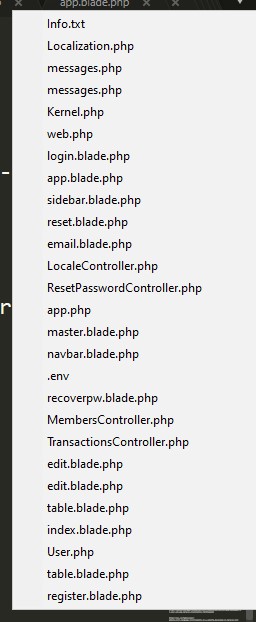 app.blade.php
Info.txt
Localization.php
messages.php
messages.php
Kernel.php
web.php
login.blade.php
app.blade.php
sidebar.blade.php
reset.blade.php
email.blade.php
LocaleController.php
ResetPasswordController.php
app.php
master.blade.php
navbar.blade.php
.env
recoverpw.blade.php
MembersController.php
TransactionsController.php
edit.blade.php
edit.blade.php
table.blade.php
index.blade.php
User.php
table.blade.php
register.blade.php